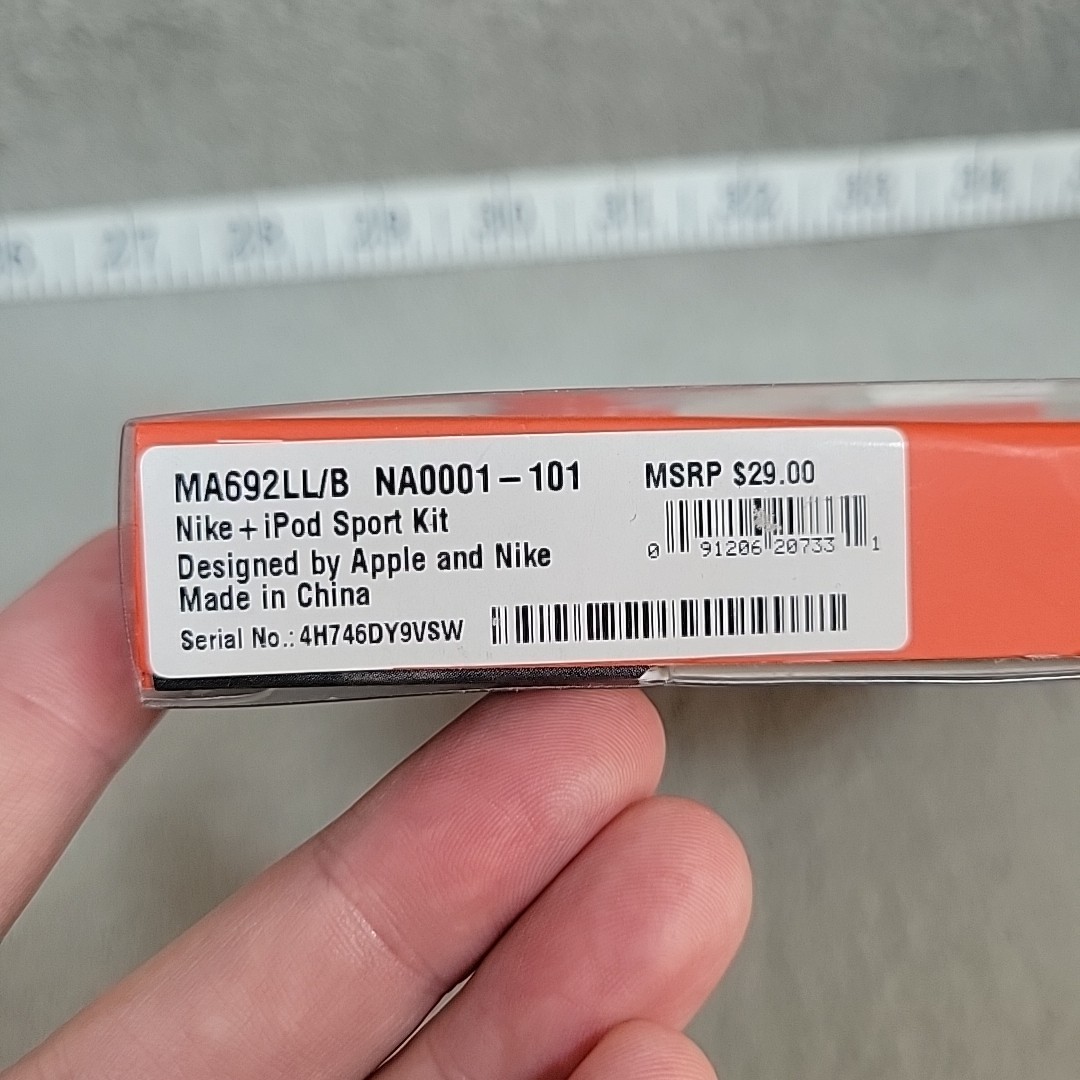 27 28 29 30 31 32 33 34
MA692LL/B NA0001-101
Nike + iPod Sport Kit
Designed by Apple and Nike
Made in China
Serial No.: 4H746DY9VSW
MSRP $29.00
0 91206 20733 1